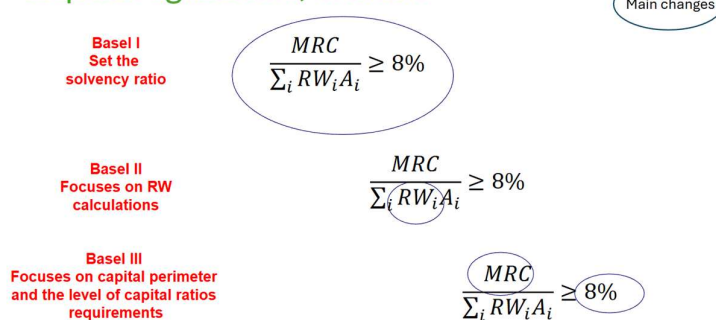 Main changes
Basel I
Set the
solvency ratio
MRC
∑ᵢ RWᵢAᵢ
≥ 8%
Basel II
Focuses on RW
calculations
MRC
∑ᵢ RWᵢAᵢ
≥ 8%
Basel III
Focuses on capital perimeter
and the level of capital ratios
requirements
MRC
∑ᵢ RWᵢAᵢ
≥ 8%